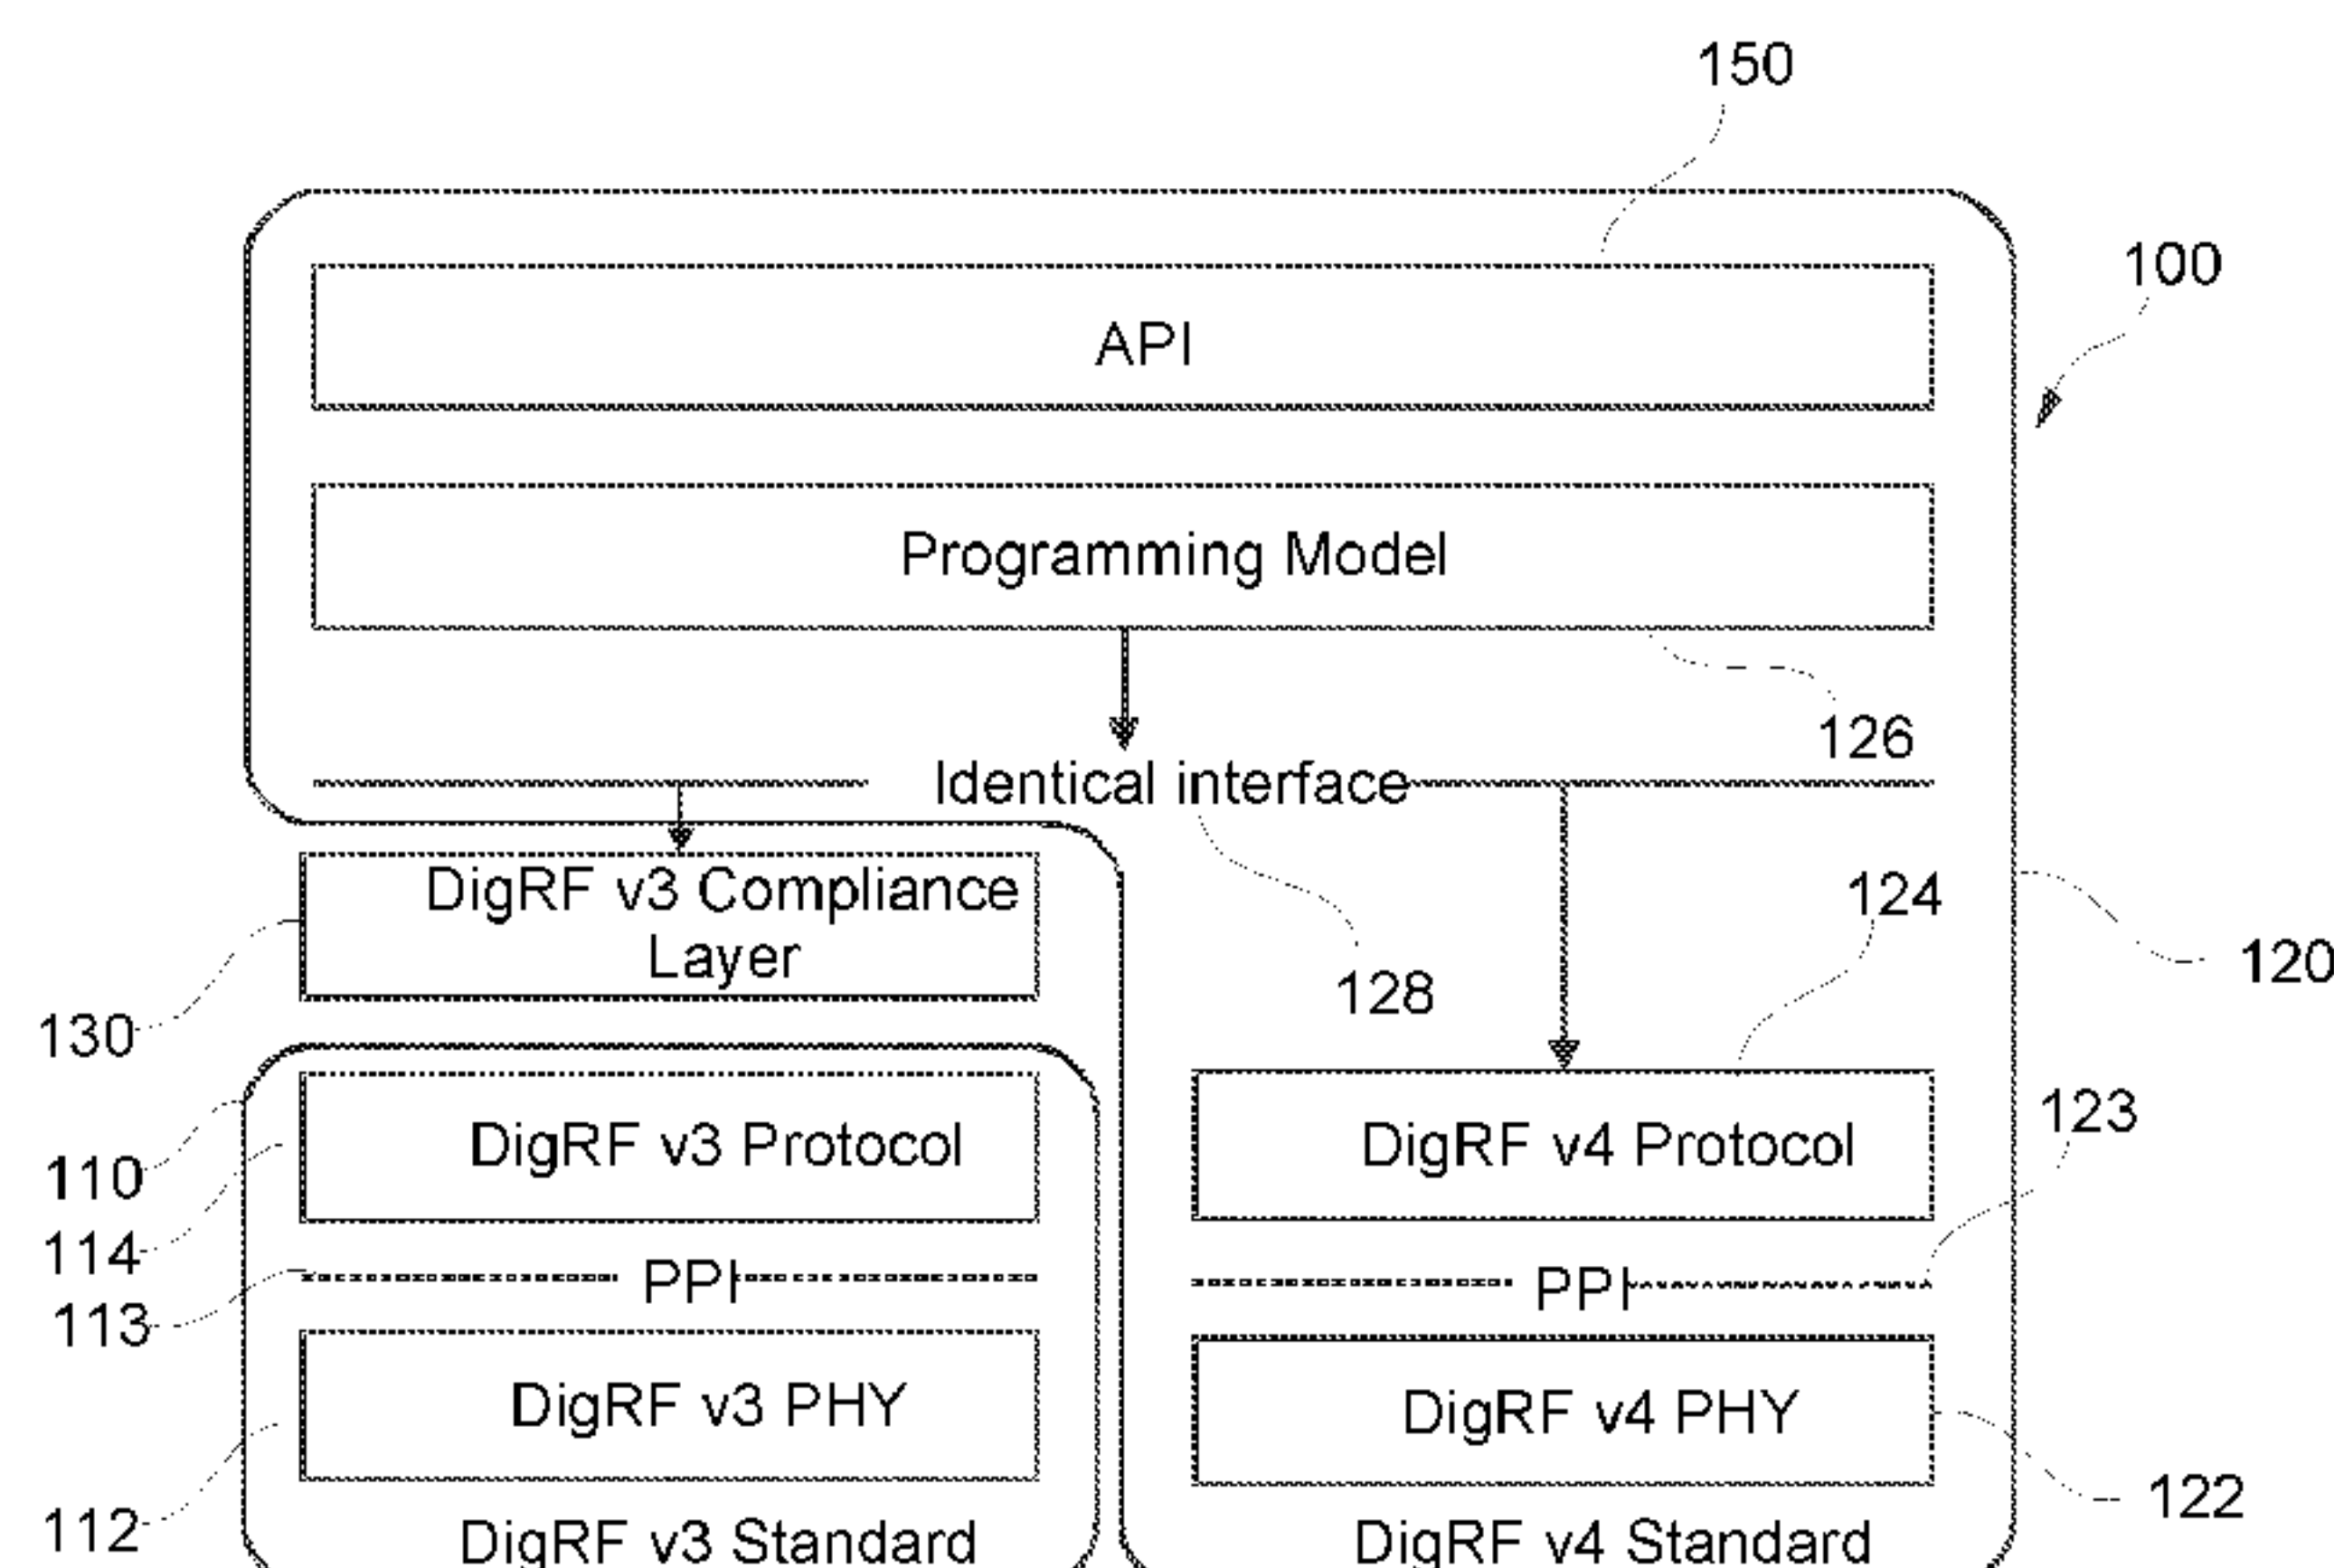 150
100
API
Programming Model
126
Identical interface
DigRF v3 Compliance
Layer
124
120
128
130
DigRF v3 Protocol
DigRF v4 Protocol
123
110
114
PPI
PPI
113
DigRF v3 PHY
DigRF v4 PHY
122
112
DigRF v3 Standard
DigRF v4 Standard